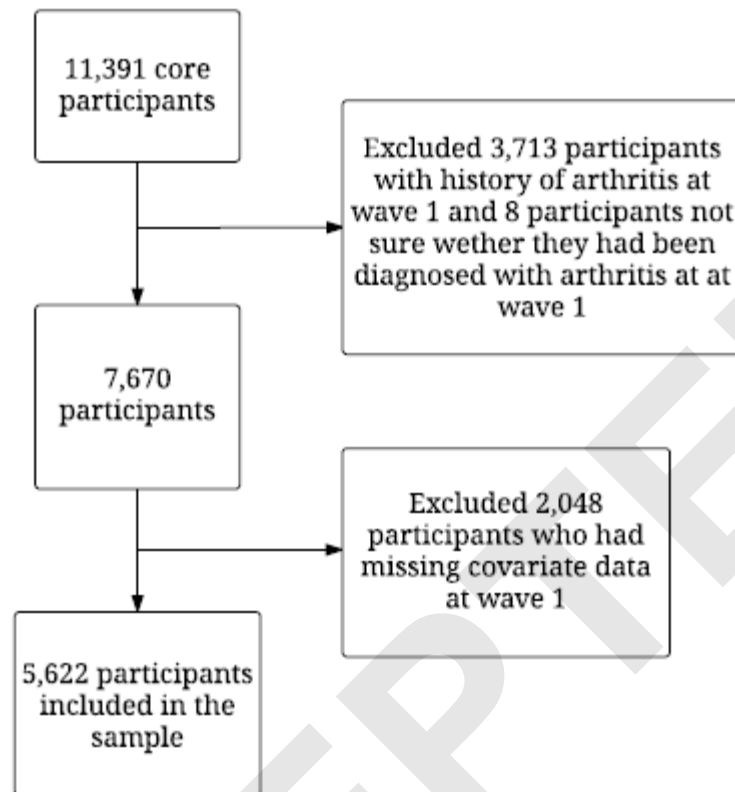 11,391 core
participants
Excluded 3,713 participants
with history of arthritis at
wave 1 and 8 participants not
sure wether they had been
diagnosed with arthritis at at
wave 1
7,670
participants
Excluded 2,048
participants who had
missing covariate data
at wave 1
5,622 participants
included in the
sample